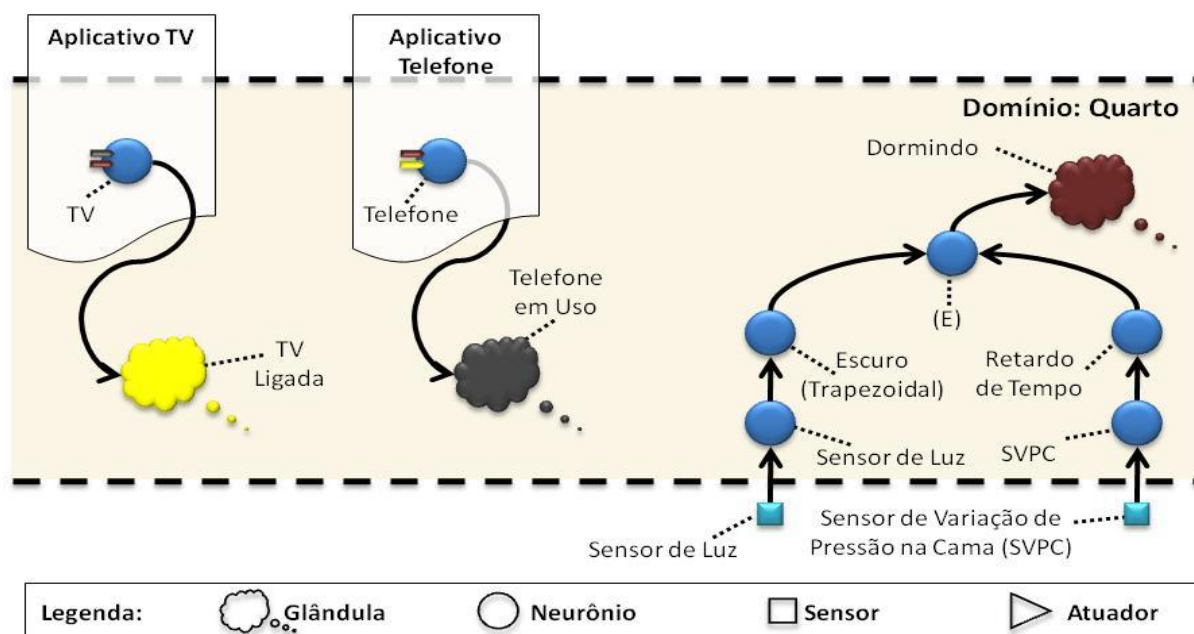 Aplicativo TV
Aplicativo
Telefone
Domínio: Quarto
TV
Telefone
Dormindo
TV
Ligada
Telefone
em Uso
(E)
Escuro
(Trapezoidal)
Retardo
de Tempo
Sensor de Luz
SVPC
Sensor de Luz
Sensor de Variação de
Pressão na Cama (SVPC)
Legenda: Glândula Neurônio Sensor Atuador